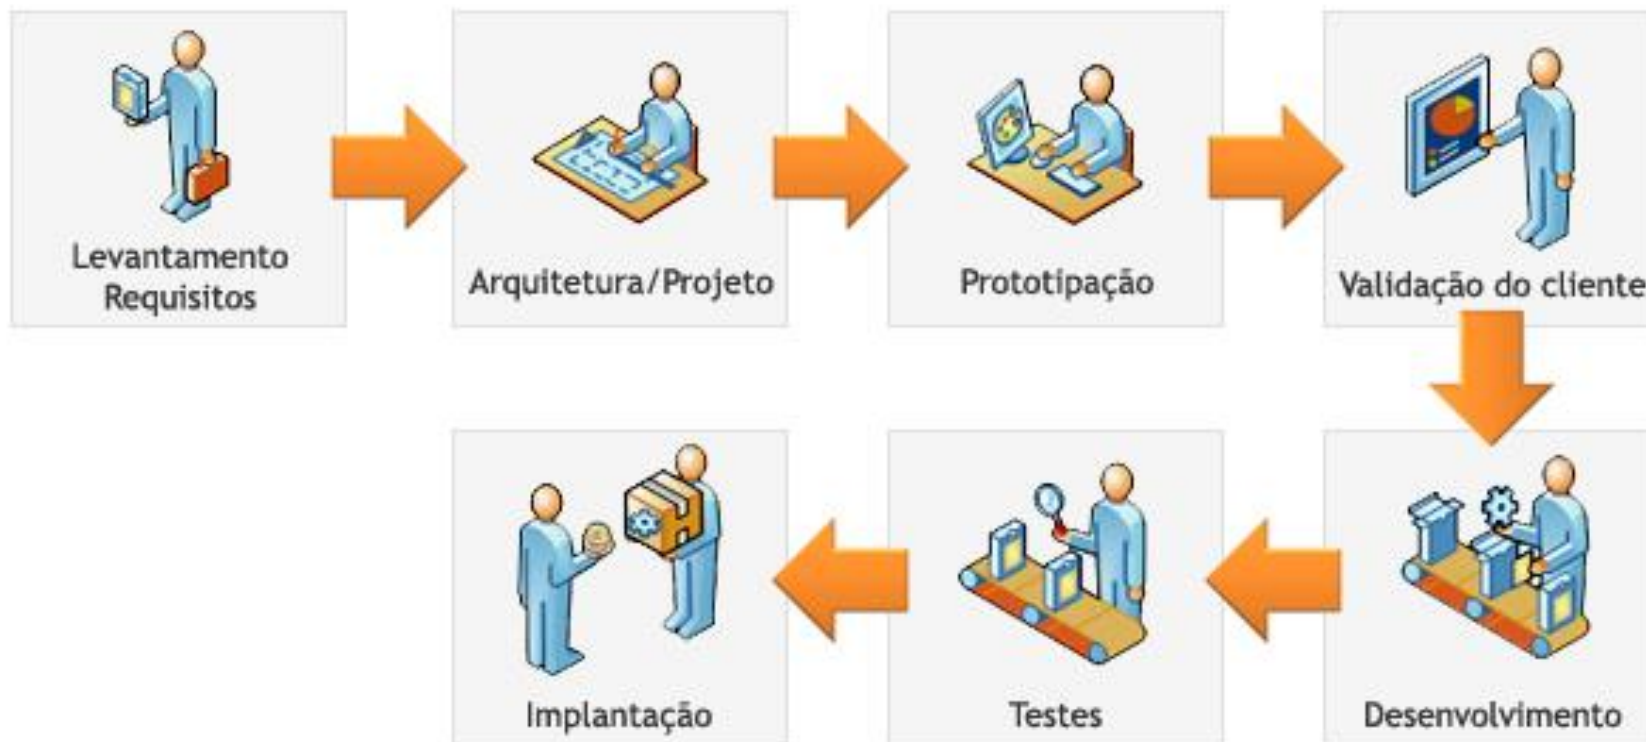 Levantamento
Requisitos
Arquitetura/Projeto
Prototipação
Validação do cliente
Implantação
Testes
Desenvolvimento